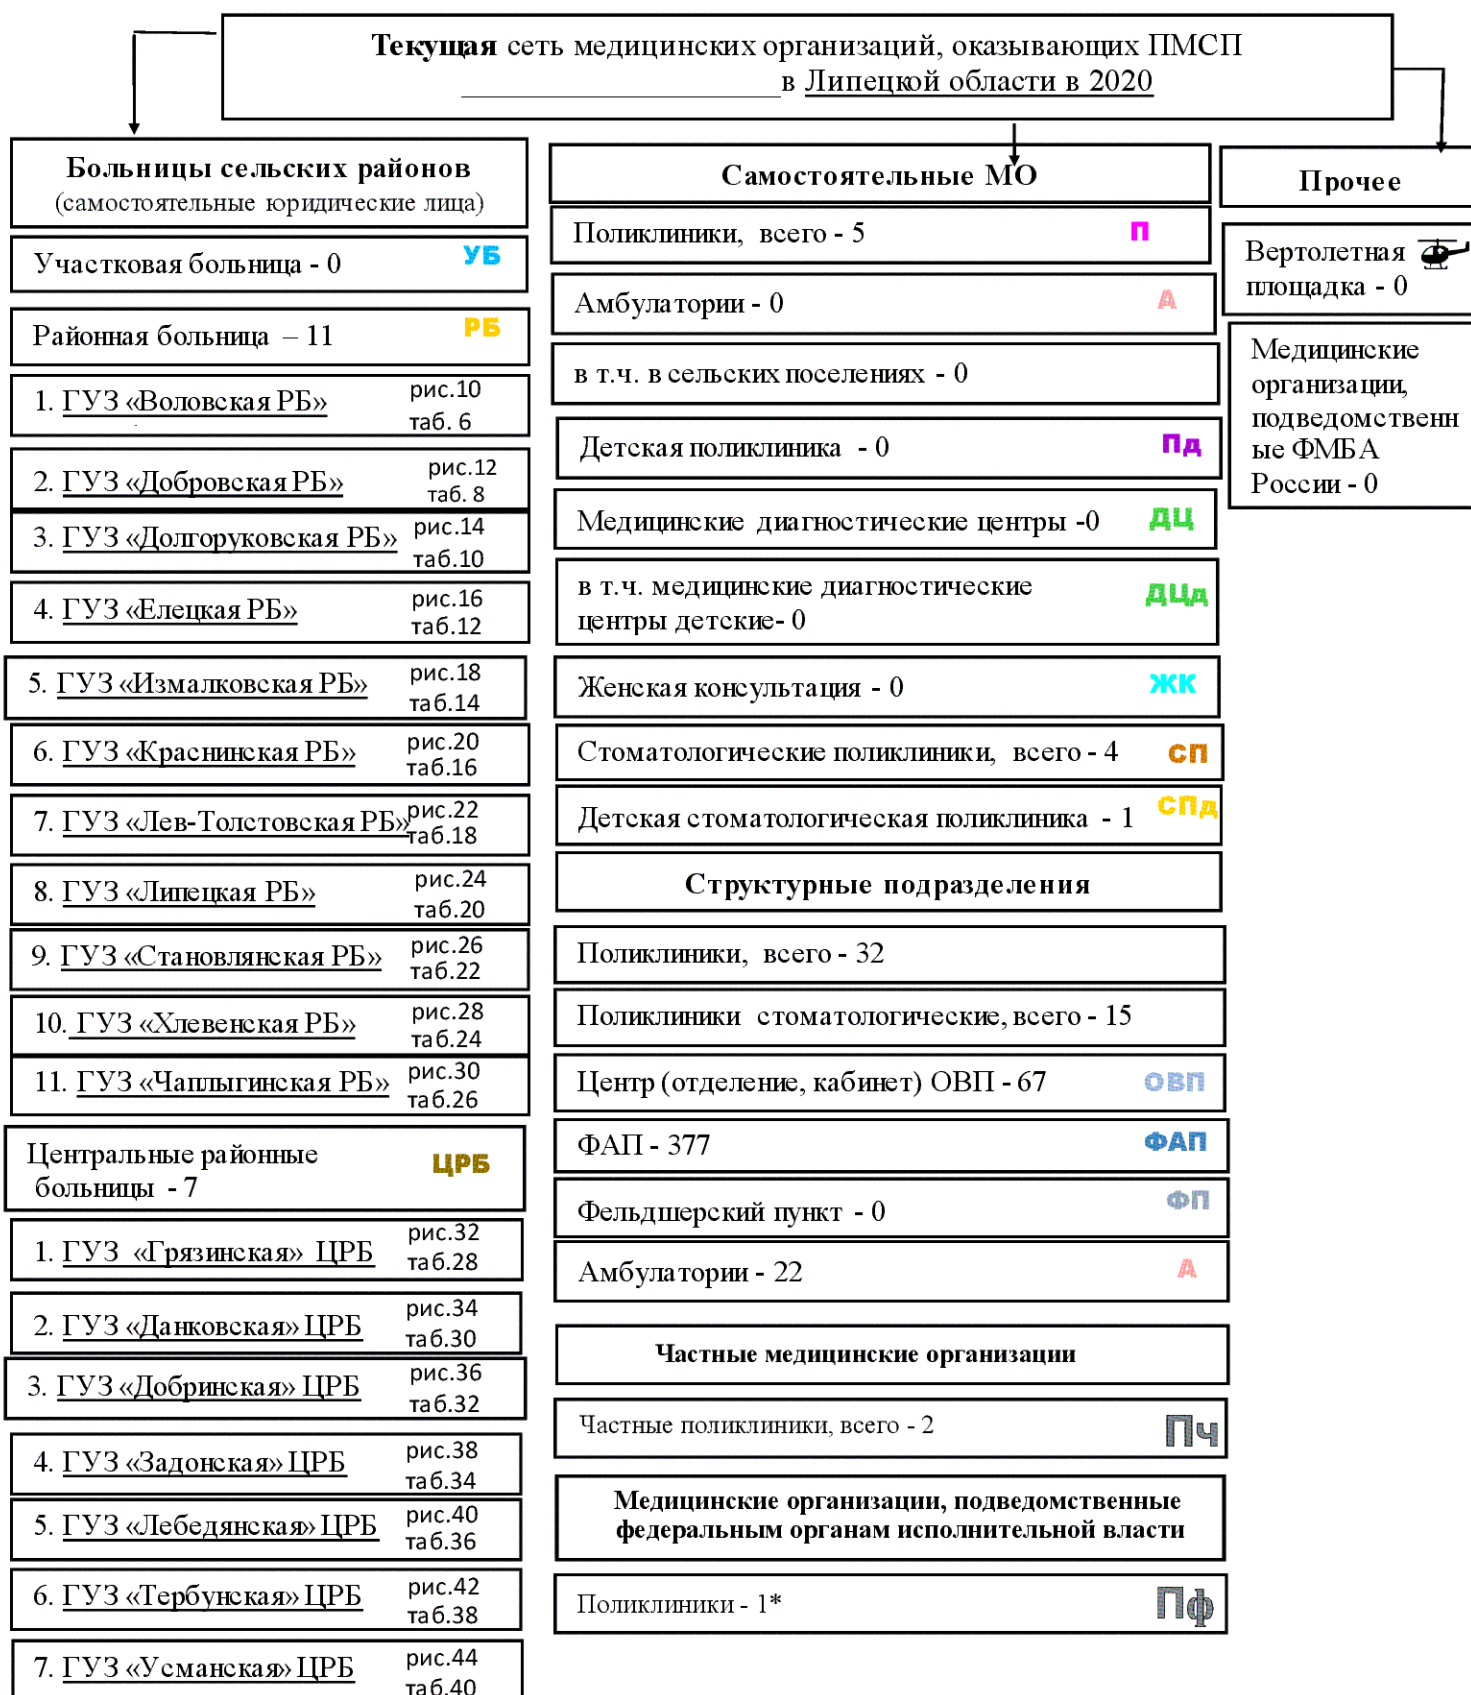 Текущая сеть медицинских организаций, оказывающих ПМСП
______________________в Липецкой области в 2020
Больницы сельских районов
(самостоятельные юридические лица)
Участковая больница - 0 УБ
Районная больница – 11 РБ
1. ГУЗ «Воловская РБ» рис.10
таб. 6
2. ГУЗ «Добровская РБ» рис.12
таб. 8
3. ГУЗ «Долгоруковская РБ» рис.14
таб.10
4. ГУЗ «Елецкая РБ» рис.16
таб.12
5. ГУЗ «Измалковская РБ» рис.18
таб.14
6. ГУЗ «Краснинская РБ» рис.20
таб.16
7. ГУЗ «Лев-Толстовская РБ» рис.22
таб.18
8. ГУЗ «Липецкая РБ» рис.24
таб.20
9. ГУЗ «Становлянская РБ» рис.26
таб.22
10. ГУЗ «Хлевенская РБ» рис.28
таб.24
11. ГУЗ «Чаплыгинская РБ» рис.30
таб.26
Центральные районные
больницы - 7 ЦРБ
1. ГУЗ «Грязинская» ЦРБ рис.32
таб.28
2. ГУЗ «Данковская» ЦРБ рис.34
таб.30
3. ГУЗ «Добринская» ЦРБ рис.36
таб.32
4. ГУЗ «Задонская» ЦРБ рис.38
таб.34
5. ГУЗ «Лебедянская» ЦРБ рис.40
таб.36
6. ГУЗ «Тербунская» ЦРБ рис.42
таб.38
7. ГУЗ «Усманская» ЦРБ рис.44
таб.40
Самостоятельные МО
Поликлиники, всего - 5 П
Амбулатории - 0 А
в т.ч. в сельских поселениях - 0
Детская поликлиника - 0 Пд
Медицинские диагностические центры -0 ДЦ
в т.ч. медицинские диагностические
центры детские- 0 ДЦд
Женская консультация - 0 ЖК
Стоматологические поликлиники, всего - 4 СП
Детская стоматологическая поликлиника - 1 СПд
Структурные подразделения
Поликлиники, всего - 32
Поликлиники стоматологические, всего - 15
Центр (отделение, кабинет) ОВП - 67 ОВП
ФАП - 377 ФАП
Фельдшерский пункт - 0 ФП
Амбулатории - 22 А
Частные медицинские организации
Частные поликлиники, всего - 2 Пч
Медицинские организации, подведомственные
федеральным органам исполнительной власти
Поликлиники - 1* Пф
Прочее
Вертолетная
площадка - 0
Медицинские
организации,
подведомственн
ые ФМБА
России - 0